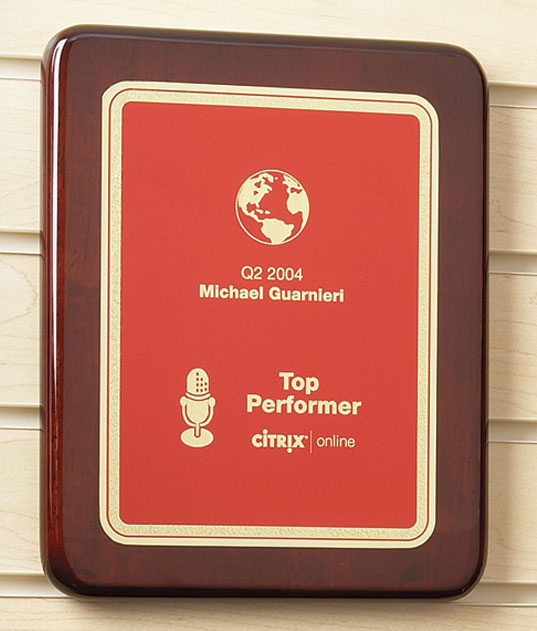 Q2 2004
Michael Guarnieri
Top
Performer
CiTRIX® | online